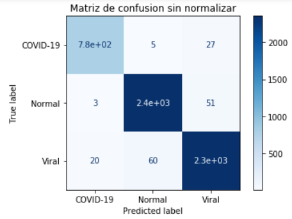 Matriz de confusion sin normalizar
COVID-19 7.8e+02 5 27
Normal 3 2.4e+03 51
Viral 20 60 2.3e+03
COVID-19 Normal Viral
Predicted label
True label
2000
1500
1000
500